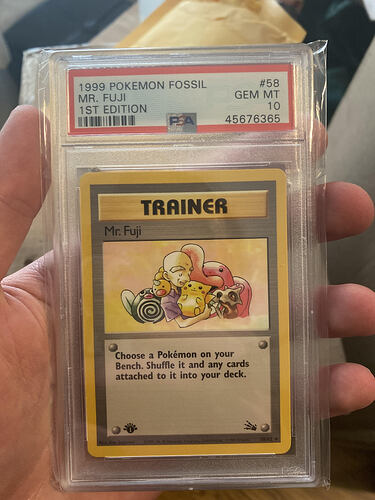 1999 POKEMON FOSSIL #58
MR. FUJI GEM MT
1ST EDITION 10
PSA 45676365
TRAINER
Mr. Fuji
Choose a Pokémon on your
Bench. Shuffle it and any cards
attached to it into your deck.